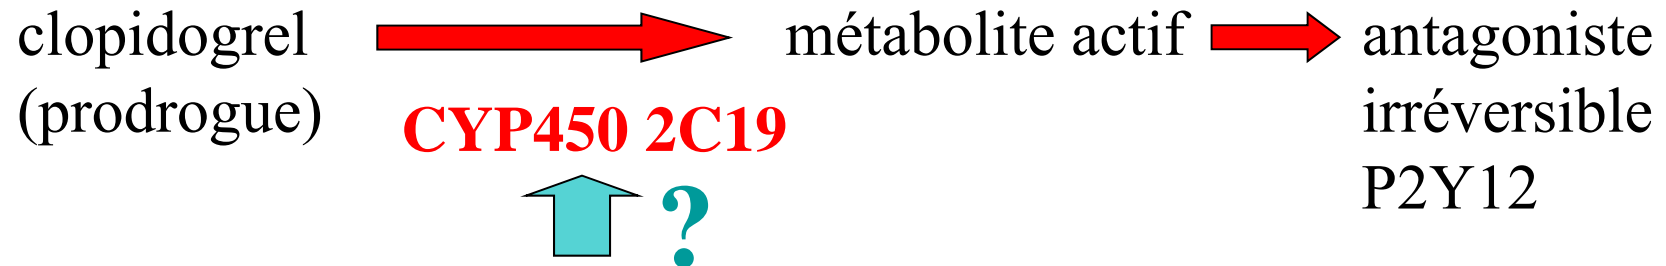 clopidogrel
(prodrogue)
CYP450 2C19
?
métabolite actif
antagoniste
irréversible
P2Y12